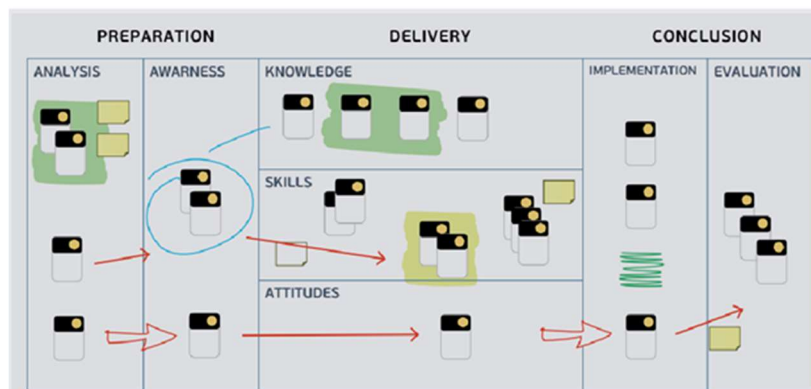 PREPARATION DELIVERY CONCLUSION
ANALYSIS AWARNESS KNOWLEDGE IMPLEMENTATION EVALUATION
SKILLS
ATTITUDES